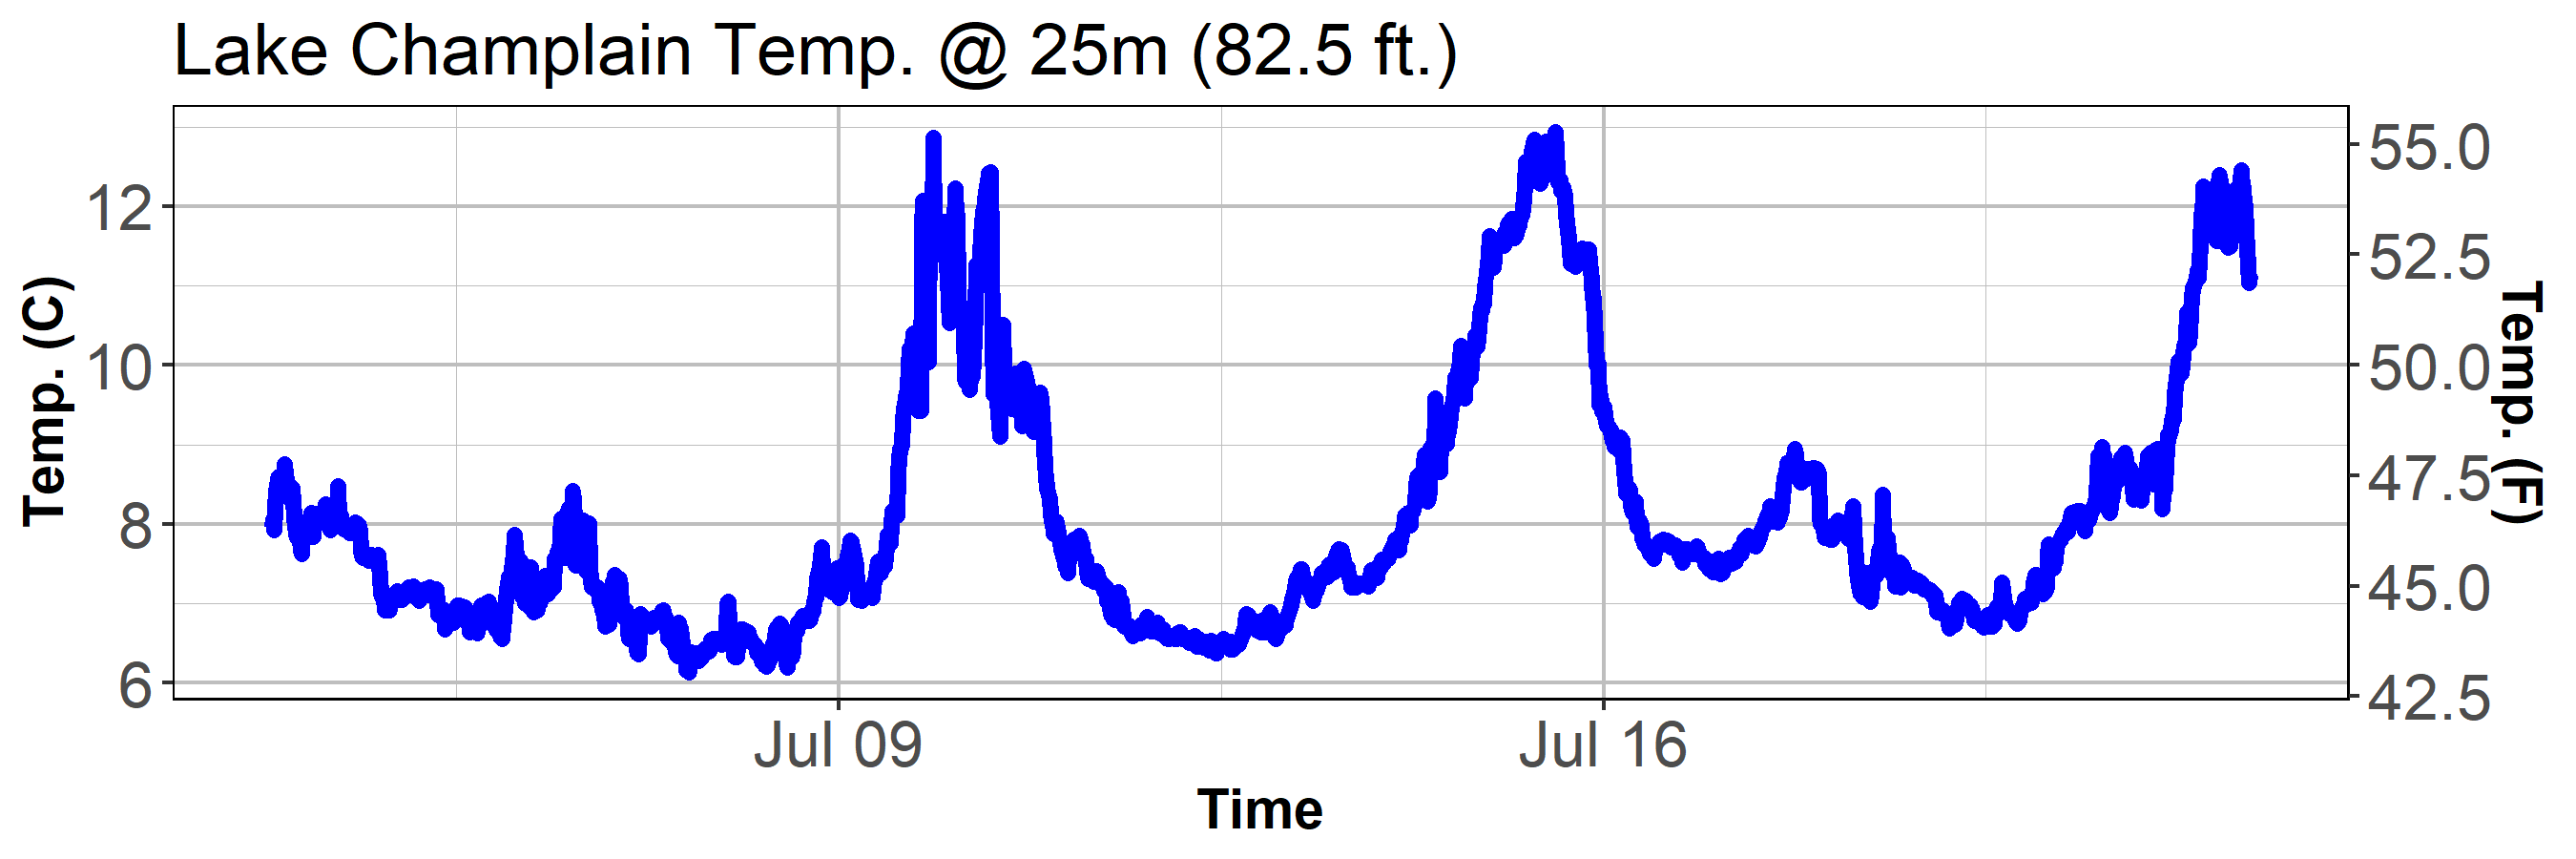 Lake Champlain Temp. @ 25m (82.5 ft.)
Temp. (C)
12
10
8
6
55.0
52.5
50.0
47.5
45.0
42.5
Temp. (F)
Jul 09 Jul 16
Time